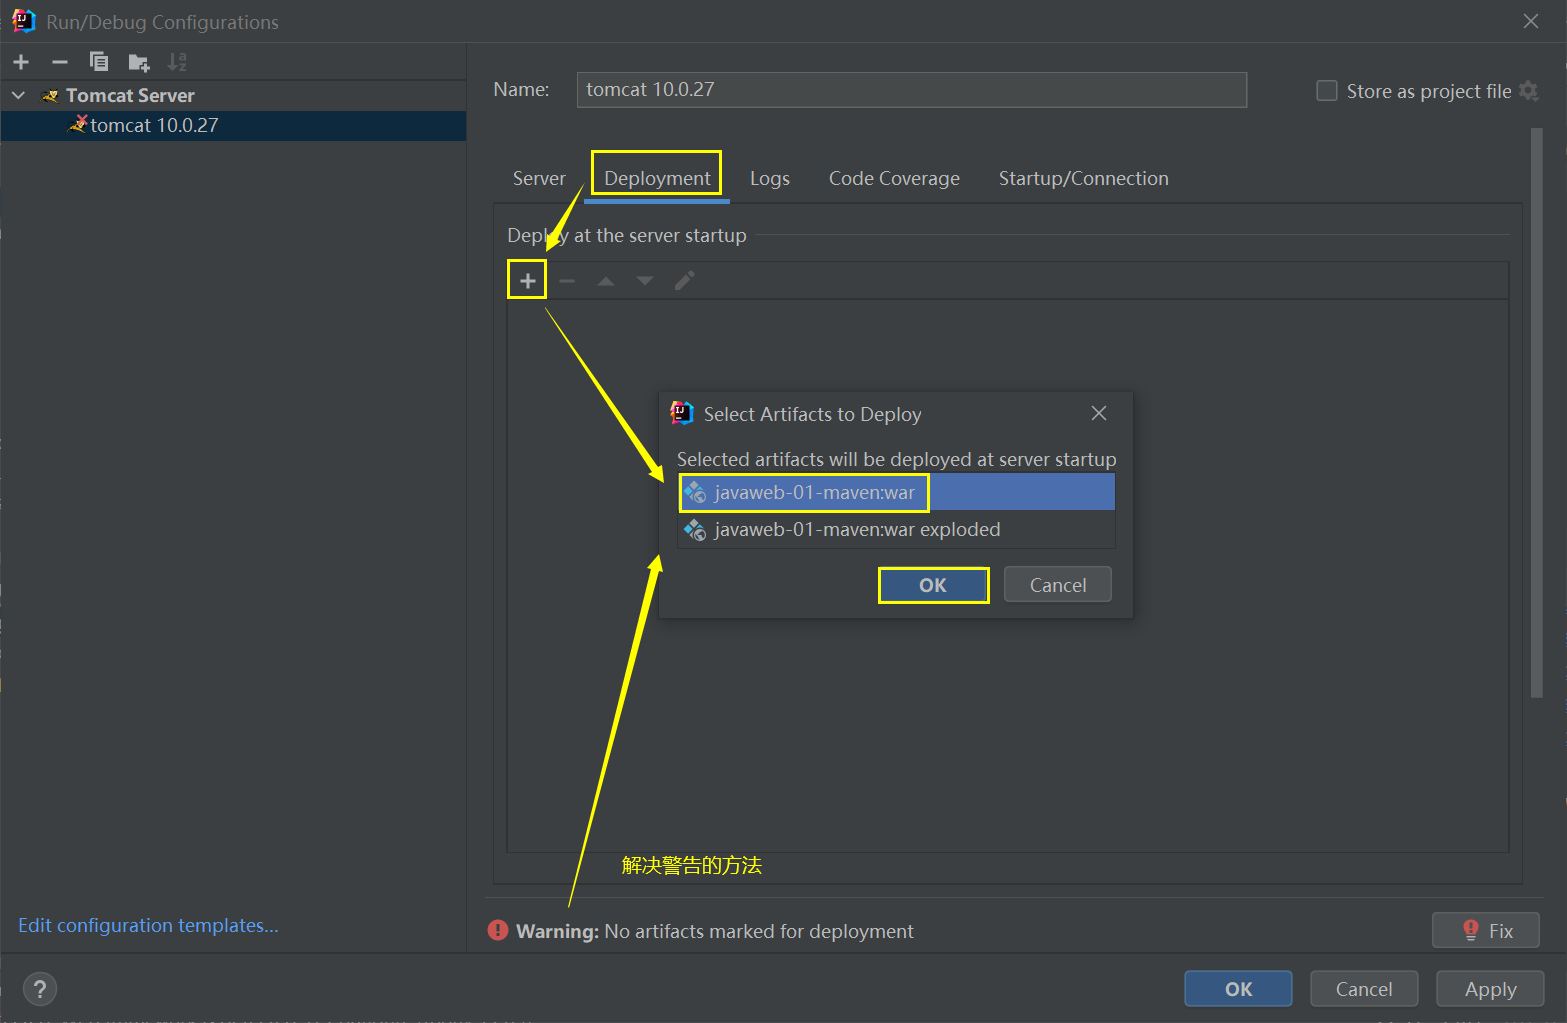 Run/Debug Configurations
Tomcat Server
tomcat 10.0.27
Name:
tomcat 10.0.27
Store as project file
Server
Deployment
Logs
Code Coverage
Startup/Connection
Deploy at the server startup
Select Artifacts to Deploy
Selected artifacts will be deployed at server startup
javaweb-01-maven:war
javaweb-01-maven:war exploded
OK
Cancel
解决警告的方法
Edit configuration templates...
Warning: No artifacts marked for deployment
Fix
?
OK
Cancel
Apply